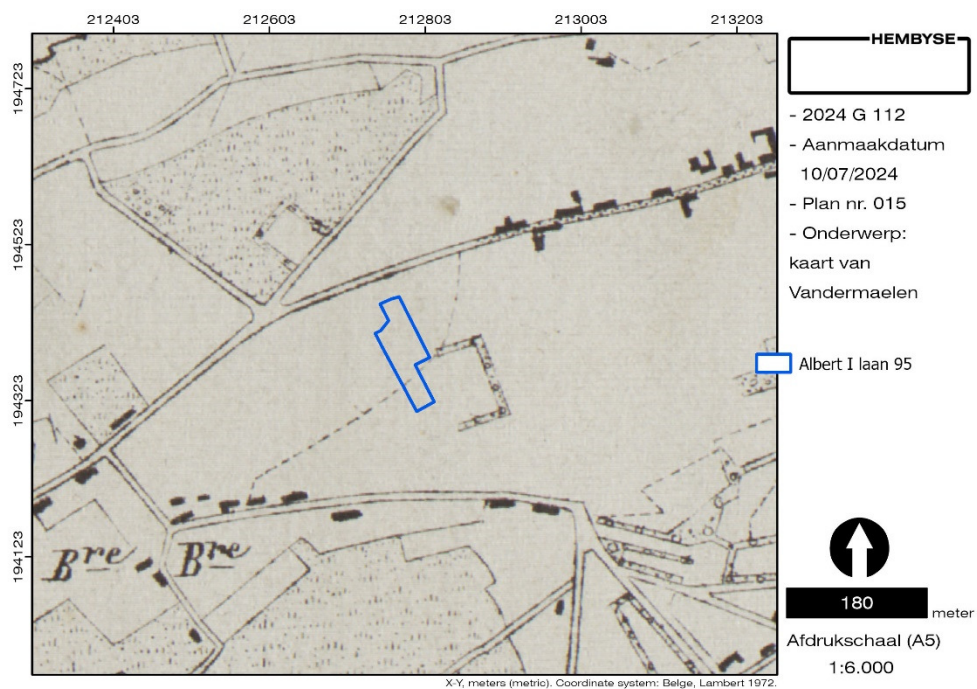 212403 212603 212803 213003 213203
194723
194523
194323
194123
Bre Bre
HEMBYSE
- 2024 G 112
- Aanmaakdatum
10/07/2024
- Plan nr. 015
- Onderwerp:
kaart van
Vandermaelen
Albert I laan 95
180 meter
Afdrukschaal (A5)
1:6.000
X-Y, meters (metric). Coordinate system: Belge, Lambert 1972.